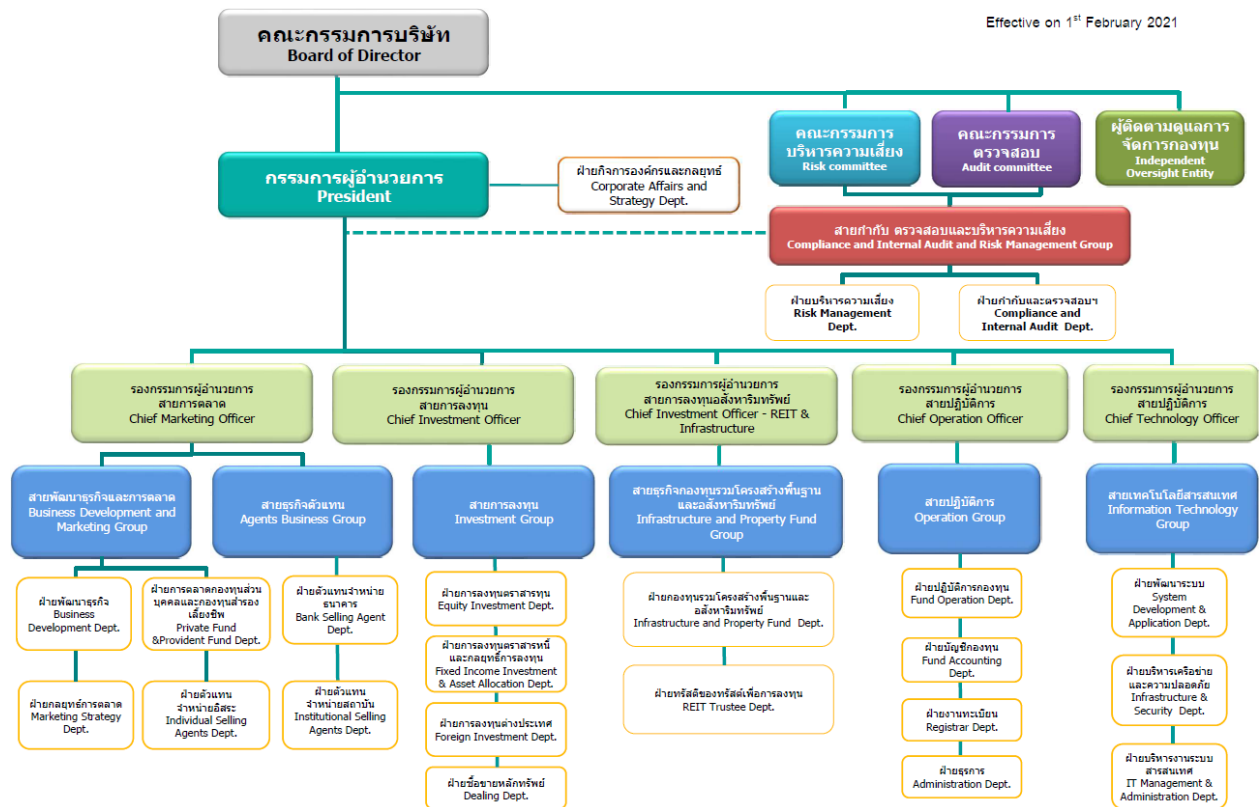 Effective on 1st February 2021
คณะกรรมการบริษัท
Board of Director
คณะกรรมการ
บริหารความเสี่ยง
Risk committee
คณะกรรมการ
ตรวจสอบ
Audit committee
ผู้ติดตามดูแลการ
จัดการกองทุน
Independent
Oversight Entity
กรรมการผู้อำนวยการ
President
ฝ่ายกิจการองค์กรและกลยุทธ์
Corporate Affairs and
Strategy Dept.
สายกำกับ ตรวจสอบและบริหารความเสี่ยง
Compliance and Internal Audit and Risk Management Group
ฝ่ายบริหารความเสี่ยง
Risk Management
Dept.
ฝ่ายกำกับและตรวจสอบฯ
Compliance and
Internal Audit Dept.
รองกรรมการผู้อำนวยการ
สายการตลาด
Chief Marketing Officer
รองกรรมการผู้อำนวยการ
สายการลงทุน
Chief Investment Officer
รองกรรมการผู้อำนวยการ
สายการลงทุนอสังหาริมทรัพย์
Chief Investment Officer - REIT &
Infrastructure
รองกรรมการผู้อำนวยการ
สายปฏิบัติการ
Chief Operation Officer
รองกรรมการผู้อำนวยการ
สายปฏิบัติการ
Chief Technology Officer
สายพัฒนาธุรกิจและการตลาด
Business Development and
Marketing Group
สายธุรกิจตัวแทน
Agents Business Group
สายการลงทุน
Investment Group
สายธุรกิจกองทุนรวมโครงสร้างพื้นฐาน
และอสังหาริมทรัพย์
Infrastructure and Property Fund
Group
สายปฏิบัติการ
Operation Group
สายเทคโนโลยีสารสนเทศ
Information Technology
Group
ฝ่ายพัฒนาธุรกิจ
Business
Development Dept.
ฝ่ายการตลาดกองทุนส่วน
บุคคลและกองทุนสำรอง
เลี้ยงชีพ
Private Fund
&Provident Fund Dept.
ฝ่ายตัวแทนจำหน่าย
ธนาคาร
Bank Selling Agent
Dept.
ฝ่ายการลงทุนตราสารทุน
Equity Investment Dept.
ฝ่ายกองทุนรวมโครงสร้างพื้นฐานและ
อสังหาริมทรัพย์
Infrastructure and Property Fund Dept.
ฝ่ายปฏิบัติการกองทุน
Fund Operation Dept.
ฝ่ายพัฒนาระบบ
System
Development &
Application Dept.
ฝ่ายกลยุทธ์การตลาด
Marketing Strategy
Dept.
ฝ่ายตัวแทน
จำหน่ายอิสระ
Individual Selling
Agents Dept.
ฝ่ายตัวแทน
จำหน่ายสถาบัน
Institutional Selling
Agents Dept.
ฝ่ายการลงทุนตราสารหนี้
และกลยุทธ์การลงทุน
Fixed Income Investment
& Asset Allocation Dept.
ฝ่ายทรัสตีของทรัสต์เพื่อการลงทุน
REIT Trustee Dept.
ฝ่ายบัญชีกองทุน
Fund Accounting
Dept.
ฝ่ายบริหารเครือข่าย
และความปลอดภัย
Infrastructure &
Security Dept.
ฝ่ายการลงทุนต่างประเทศ
Foreign Investment Dept.
ฝ่ายงานทะเบียน
Registrar Dept.
ฝ่ายซื้อขายหลักทรัพย์
Dealing Dept.
ฝ่ายธุรการ
Administration Dept.
ฝ่ายบริหารงานระบบ
สารสนเทศ
IT Management &
Administration Dept.